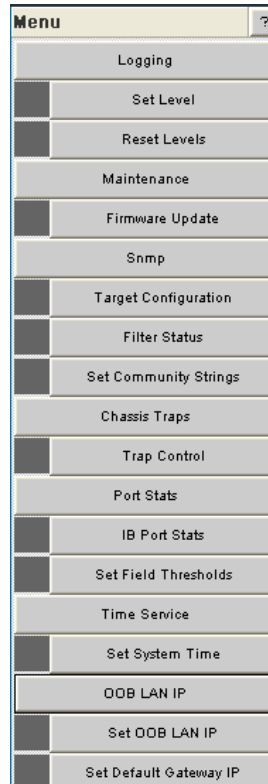 Menu ?
Logging
Set Level
Reset Levels
Maintenance
Firmware Update
Snmp
Target Configuration
Filter Status
Set Community Strings
Chassis Traps
Trap Control
Port Stats
IB Port Stats
Set Field Thresholds
Time Service
Set System Time
OOB LAN IP
Set OOB LAN IP
Set Default Gateway IP